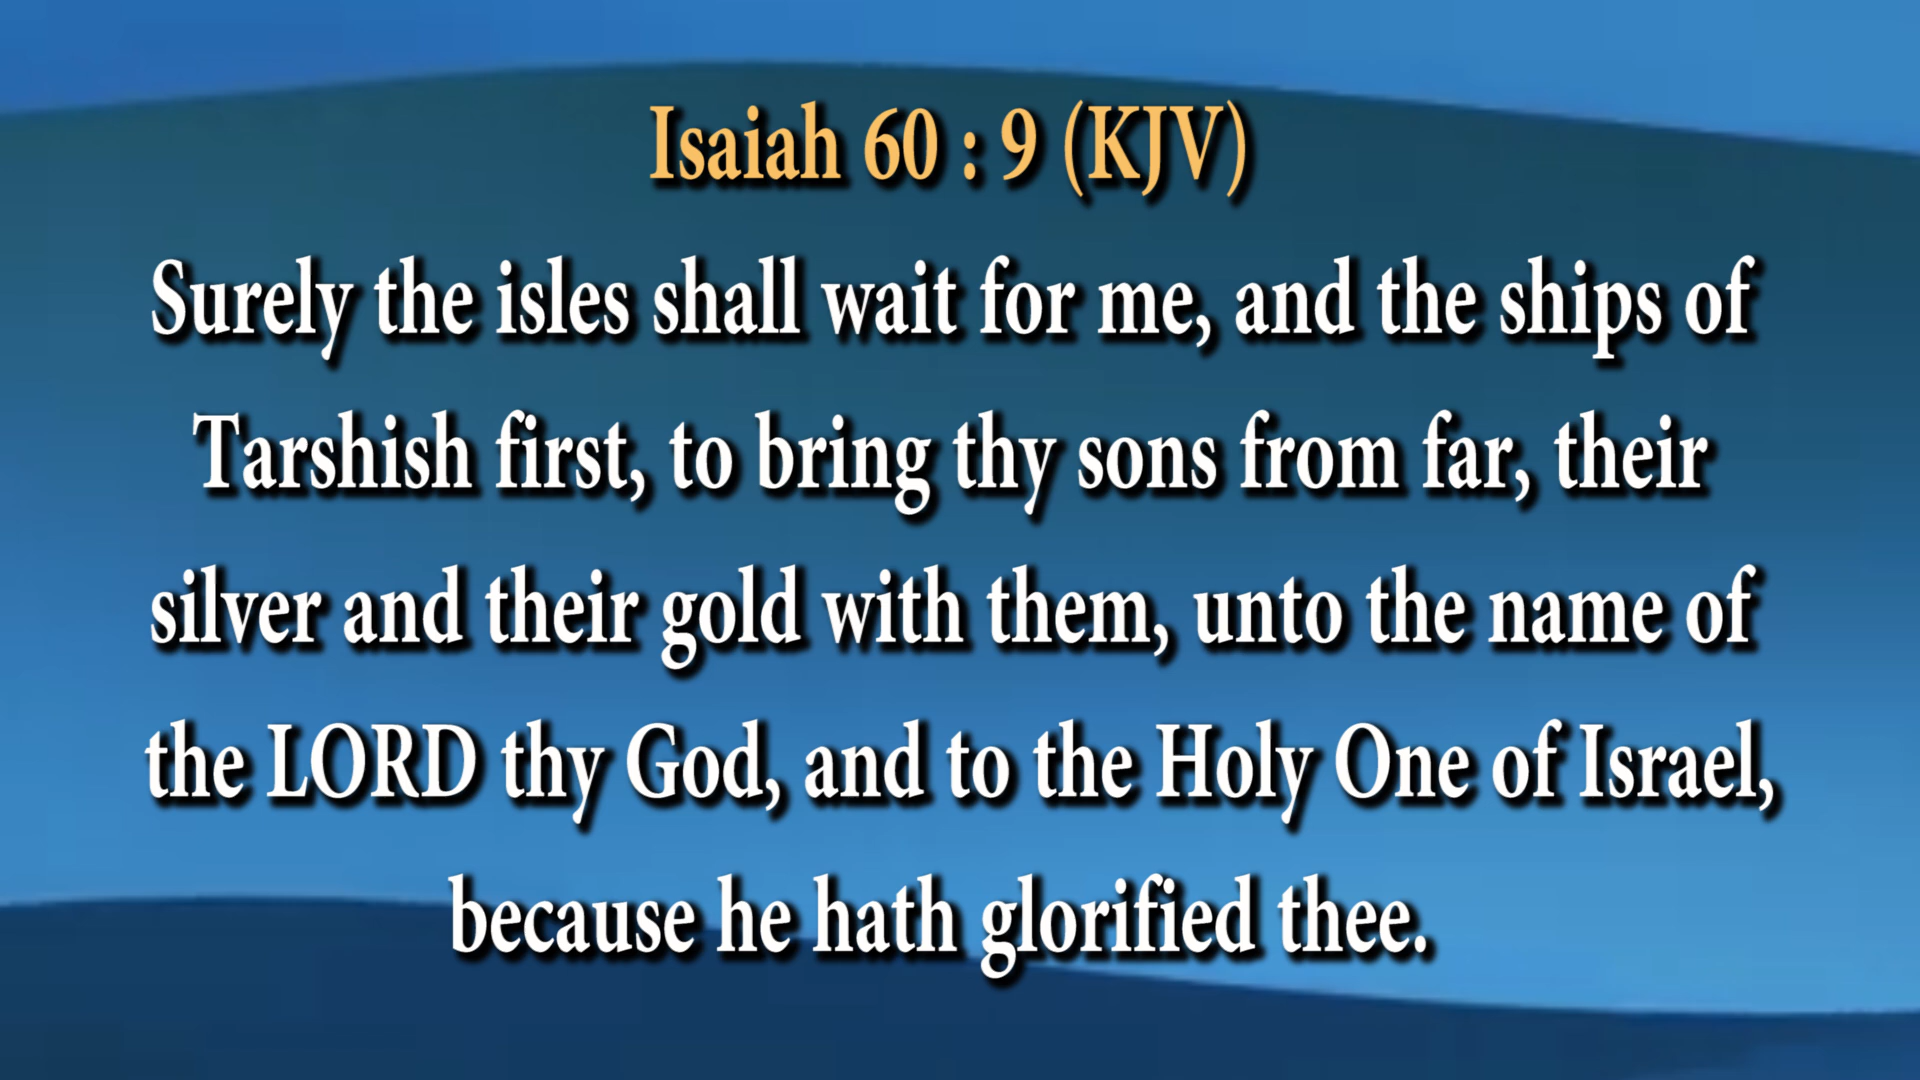 Isaiah 60 : 9 (KJV)
Surely the isles shall wait for me, and the ships of
Tarshish first, to bring thy sons from far, their
silver and their gold with them, unto the name of
the LORD thy God, and to the Holy One of Israel,
because he hath glorified thee.